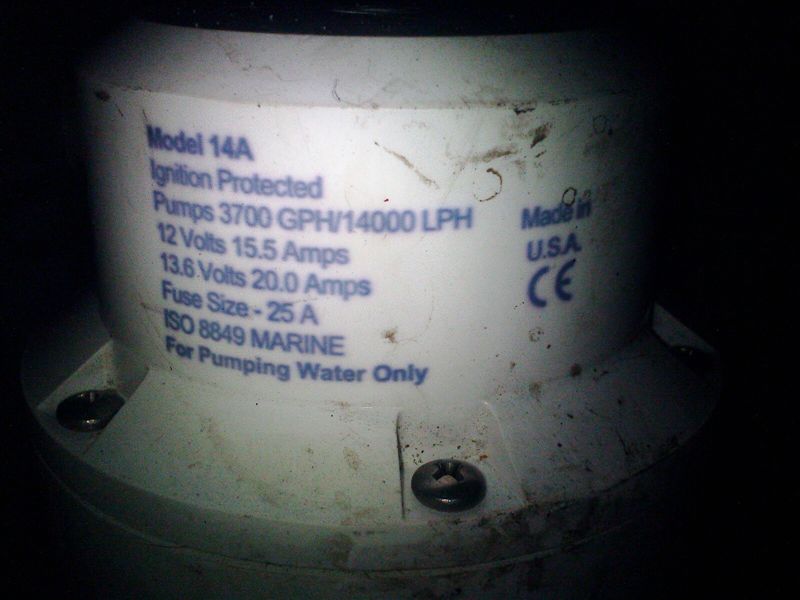 Model 14A
Ignition Protected
Pumps 3700 GPH/14000 LPH
12 Volts 15.5 Amps
13.6 Volts 20.0 Amps
Fuse Size - 25 A
ISO 8849 MARINE
For Pumping Water Only
Made in
U.S.A.
CE